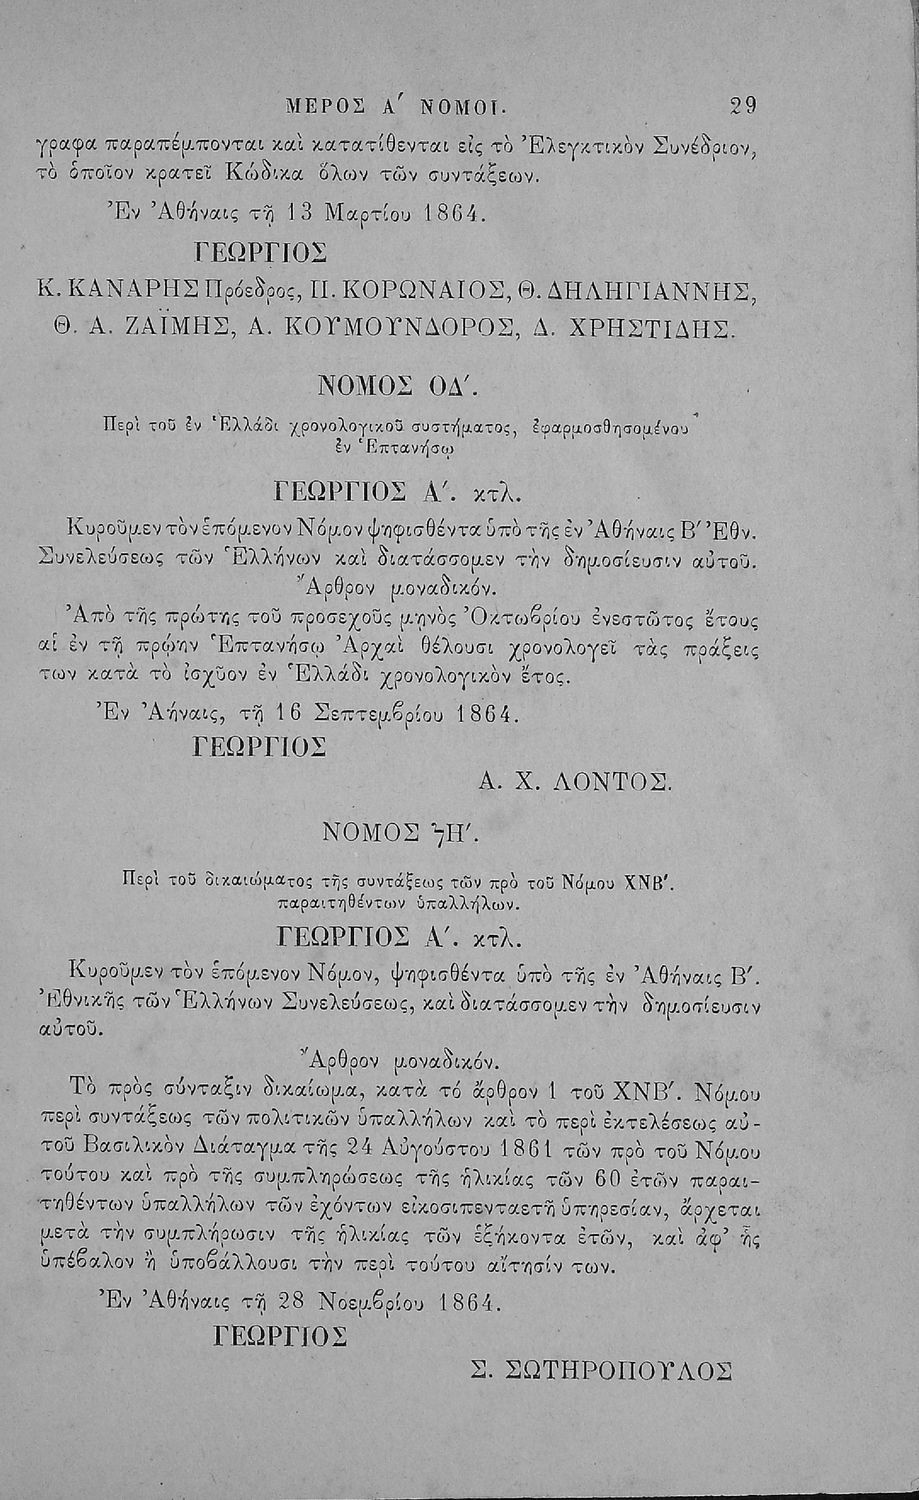 ΜΕΡΟΣ Α΄ ΝΟΜΟΙ. 29
γραφα παραπέμπονται καὶ κατατίθενται εἰς τὸ Ἐλεγκτικὸν Συνέδριον,
τὸ ὁποῖον κρατεῖ Κώδικα ὅλων τῶν συντάξεων.
Ἐν Ἀθήναις τῇ 13 Μαρτίου 1864.
ΓΕΩΡΓΙΟΣ
Κ. ΚΑΝΑΡΗΣ Πρόεδρος, Π. ΚΟΡΩΝΑΙΟΣ, Θ. ΔΗΛΗΓΙΑΝΝΗΣ,
Θ. Α. ΖΑΪΜΗΣ, Α. ΚΟΥΜΟΥΝΔΟΡΟΣ, Δ. ΧΡΗΣΤΙΔΗΣ.
ΝΟΜΟΣ ΟΔ΄.
Περὶ τοῦ ἐν Ἑλλάδι χρονολογικοῦ συστήματος, ἐφαρμοσθησομένου
ἐν Ἑπτανήσῳ
ΓΕΩΡΓΙΟΣ Α΄. κτλ.
Κυροῦμεν τὸν ἑπόμενον Νόμον ψηφισθέντα ὑπὸ τῆς ἐν Ἀθήναις Β΄ Ἐθν.
Συνελεύσεως τῶν Ἑλλήνων καὶ διατάσσομεν τὴν δημοσίευσιν αὐτοῦ.
Ἄρθρον μοναδικόν.
Ἀπὸ τῆς πρώτης τοῦ προσεχοῦς μηνὸς Ὀκτωβρίου ἐνεστῶτος ἔτους
αἱ ἐν τῇ πρῴην Ἑπτανήσῳ Ἀρχαὶ θέλουσι χρονολογεῖ τὰς πράξεις
των κατὰ τὸ ἰσχῦον ἐν Ἑλλάδι χρονολογικὸν ἔτος.
Ἐν Ἀήναις, τῇ 16 Σεπτεμβρίου 1864.
ΓΕΩΡΓΙΟΣ
Α. Χ. ΛΟΝΤΟΣ.
ΝΟΜΟΣ ϞΗ΄.
Περὶ τοῦ δικαιώματος τῆς συντάξεως τῶν πρὸ τοῦ Νόμου ΧΝΒ΄.
παραιτηθέντων ὑπαλλήλων.
ΓΕΩΡΓΙΟΣ Α΄. κτλ.
Κυροῦμεν τὸν ἑπόμενον Νόμον, ψηφισθέντα ὑπὸ τῆς ἐν Ἀθήναις Β΄.
Ἐθνικῆς τῶν Ἑλλήνων Συνελεύσεως, καὶ διατάσσομεν τὴν δημοσίευσιν
αὐτοῦ.
Ἄρθρον μοναδικόν.
Τὸ πρὸς σύνταξιν δικαίωμα, κατὰ τό ἄρθρον 1 τοῦ ΧΝΒ΄. Νόμου
περὶ συντάξεως τῶν πολιτικῶν ὑπαλλήλων καὶ τὸ περὶ ἐκτελέσεως αὐ-
τοῦ Βασιλικὸν Διάταγμα τῆς 24 Αὐγούστου 1861 τῶν πρὸ τοῦ Νόμου
τούτου καὶ πρὸ τῆς συμπληρώσεως τῆς ἡλικίας τῶν 60 ἐτῶν παραι-
τηθέντων ὑπαλλήλων τῶν ἐχόντων εἰκοσιπενταετῆ ὑπηρεσίαν, ἄρχεται
μετὰ τὴν συμπλήρωσιν τῆς ἡλικίας τῶν ἑξήκοντα ἐτῶν, καὶ ἀφ' ἧς
ὑπέβαλον ἢ ὑποβάλλουσι τὴν περὶ τούτου αἴτησίν των.
Ἐν Ἀθήναις τῇ 28 Νοεμβρίου 1864.
ΓΕΩΡΓΙΟΣ
Σ. ΣΩΤΗΡΟΠΟΥΛΟΣ